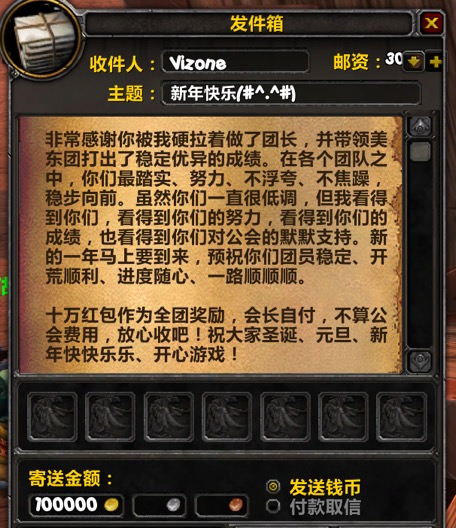 发件箱
收件人： Vizone 邮资：30
主题： 新年快乐(#^.^#)
非常感谢你被我硬拉着做了团长，并带领美
东团打出了稳定优异的成绩。在各个团队之
中，你们最踏实、努力、不浮夸、不焦躁，
稳步向前。虽然你们一直很低调，但我看得
到你们，看得到你们的努力，看得到你们的
成绩，也看得到你们对公会的默默支持。新
的一年马上要到来，预祝你们团员稳定、开
荒顺利、进度随心、一路顺顺顺。
十万红包作为全团奖励，会长自付，不算公
会费用，放心收吧！祝大家圣诞、元旦、新
年快快乐乐、开心游戏！
寄送金额：
100000
发送钱币
付款取信